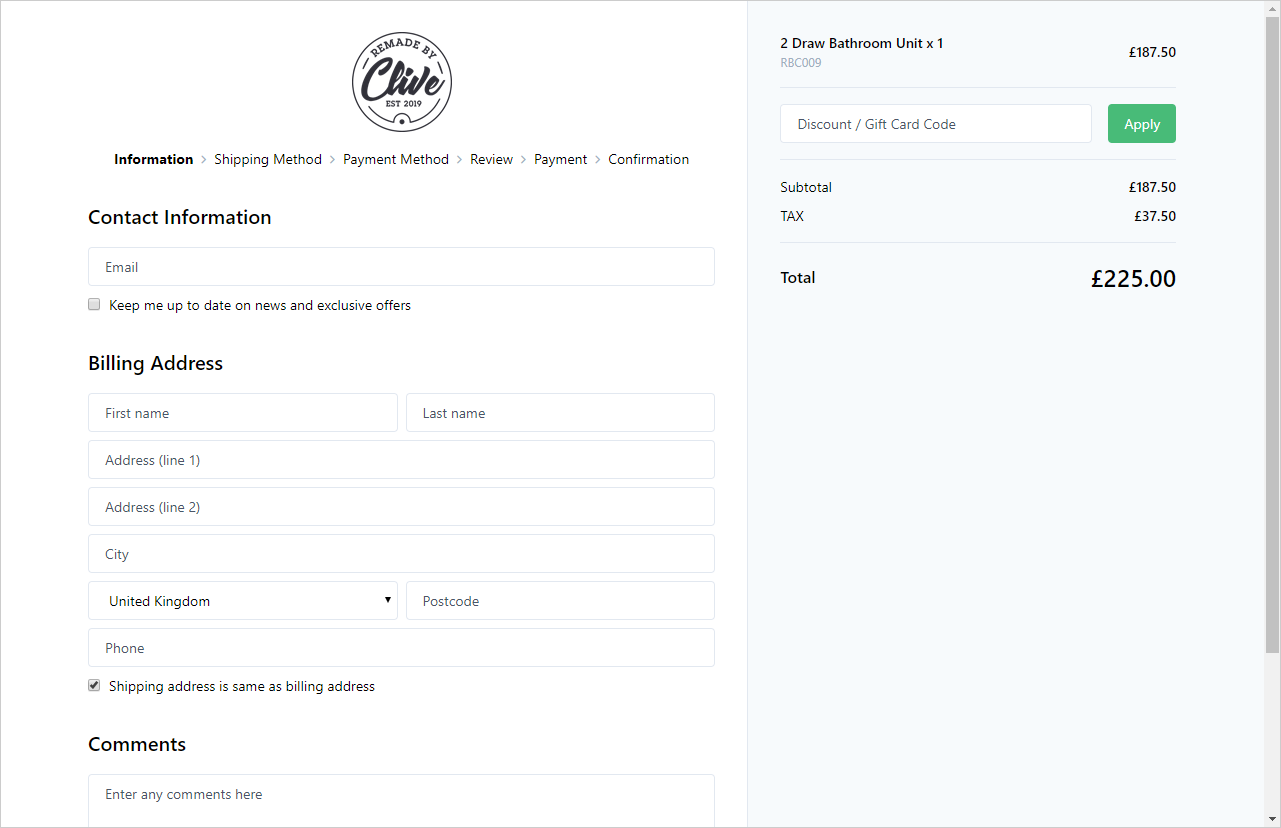 REMADE BY
Clive
EST 2019
Information > Shipping Method > Payment Method > Review > Payment > Confirmation
Contact Information
Email
Keep me up to date on news and exclusive offers
Billing Address
First name Last name
Address (line 1)
Address (line 2)
City
United Kingdom Postcode
Phone
Shipping address is same as billing address
Comments
Enter any comments here
2 Draw Bathroom Unit x 1 £187.50
RBC009
Discount / Gift Card Code Apply
Subtotal £187.50
TAX £37.50
Total £225.00